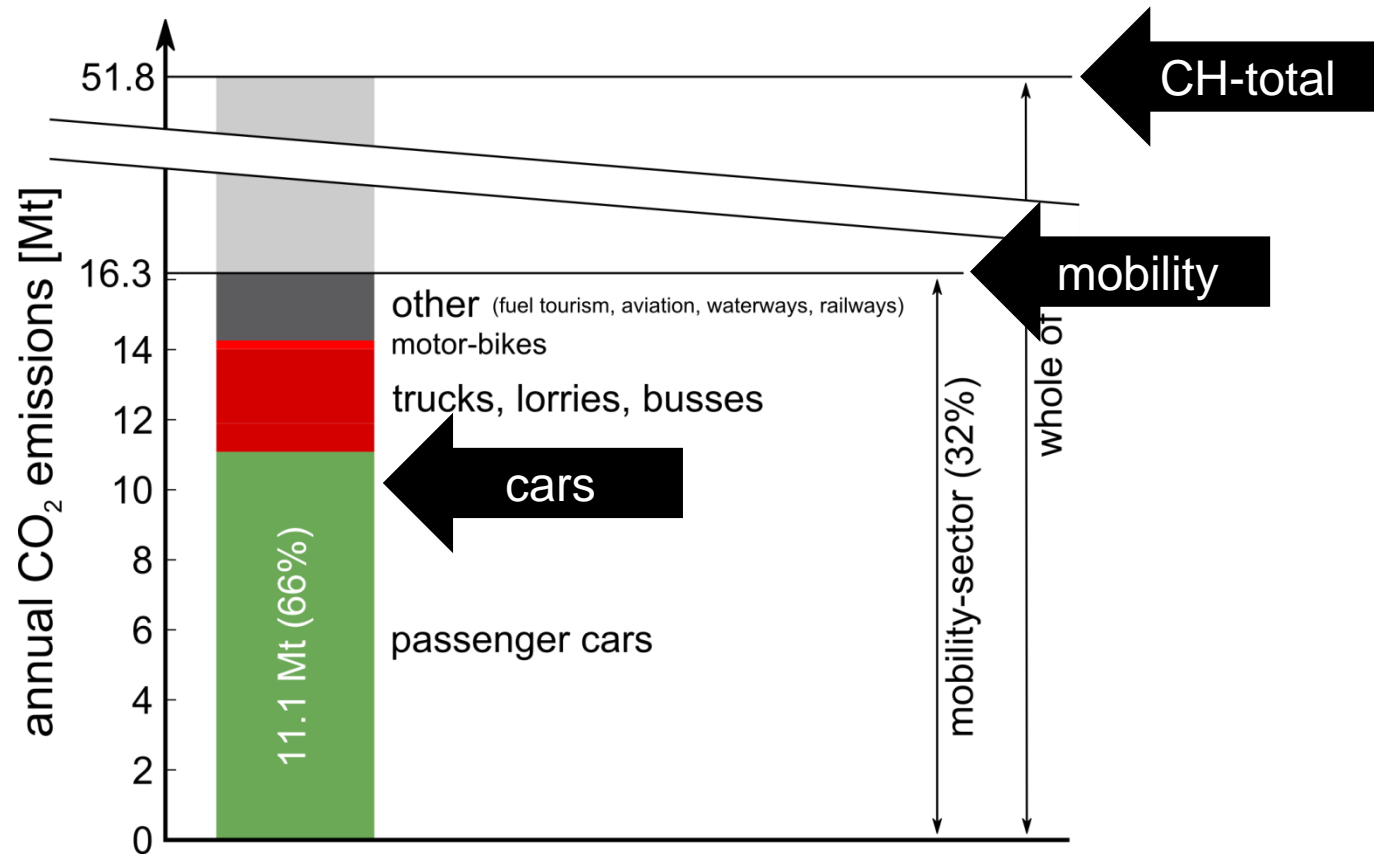 51.8
CH-total
annual CO₂ emissions [Mt]
16.3
mobility
other (fuel tourism, aviation, waterways, railways)
motor-bikes
14
trucks, lorries, busses
12
whole of
mobility-sector (32%)
10
cars
8
11.1 Mt (66%)
6
passenger cars
4
2
0